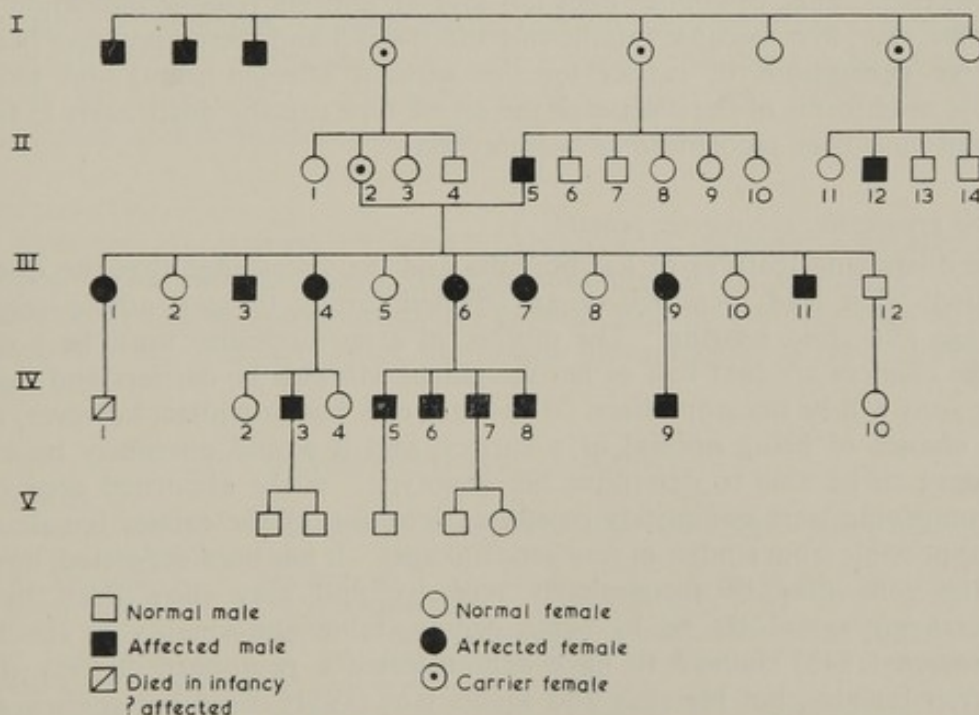 I
II
1 2 3 4 5 6 7 8 9 10 11 12 13 14
III
1 2 3 4 5 6 7 8 9 10 11 12
IV
1 2 3 4 5 6 7 8 9 10
V
Normal male Normal female
Affected male Affected female
Died in infancy Carrier female
? affected